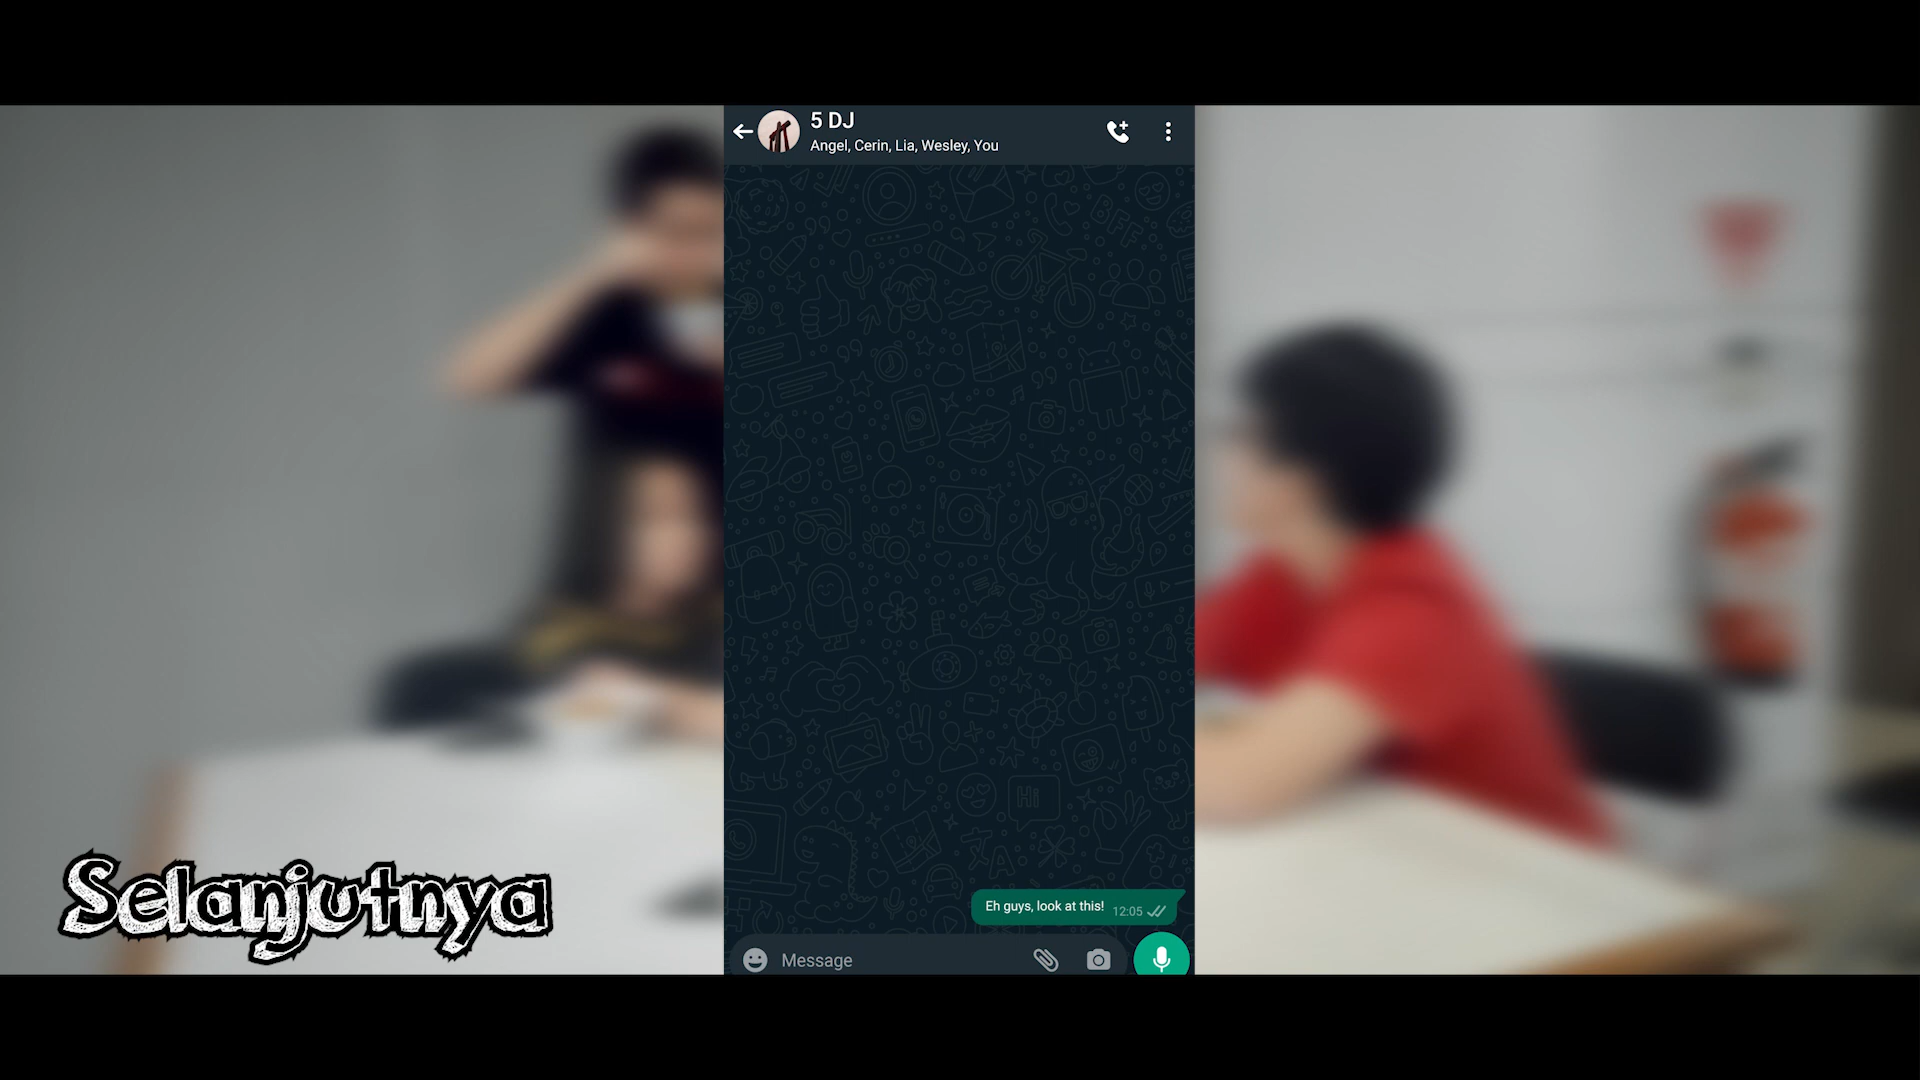 5 DJ
Angel, Cerin, Lia, Wesley, You
Eh guys, look at this! 12:05
Message
Selanjutnya